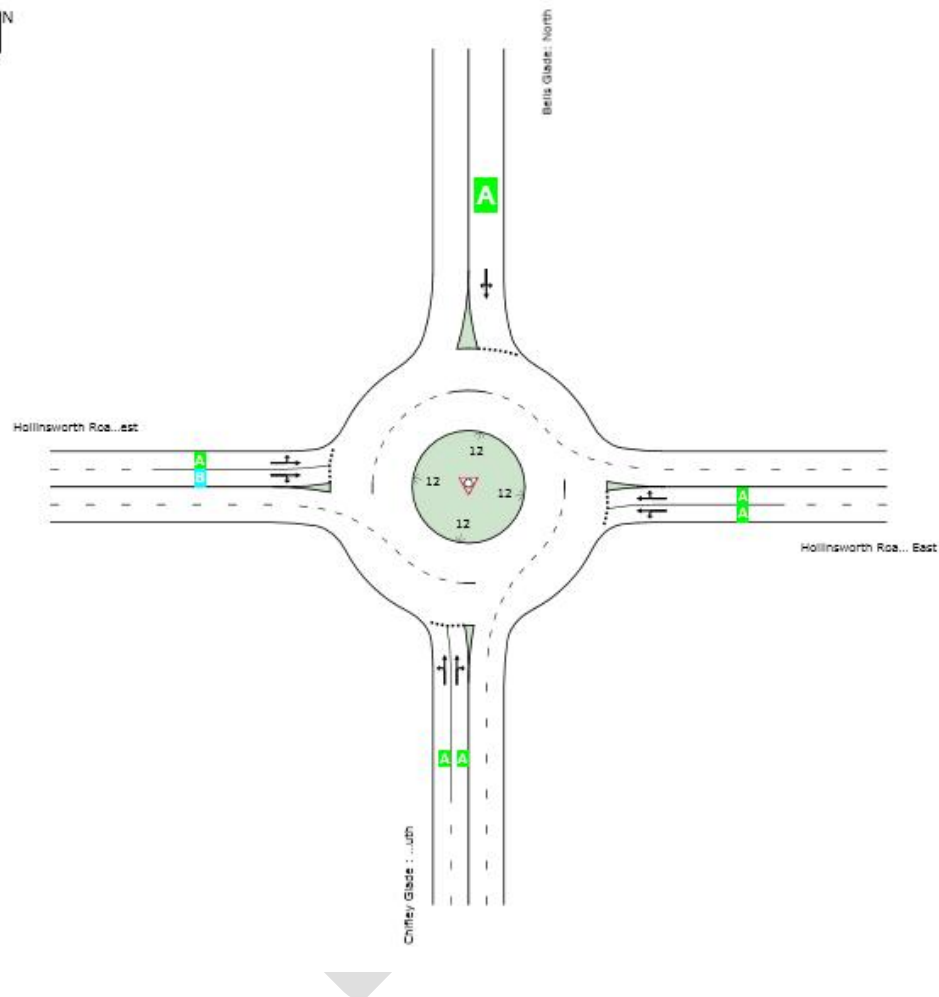 N
Bells Glade: North
A
Hollinsworth Roa...est
A
B
12
12
12
12
A
A
Hollinsworth Roa... East
A A
Chifley Glade : ...uth